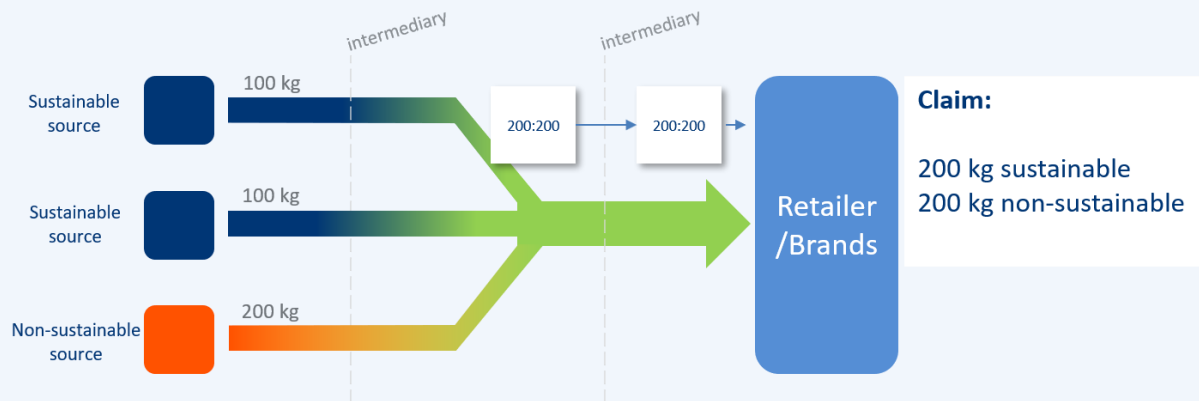 intermediary
intermediary
100 kg
Sustainable
source
200:200
200:200
Claim:
200 kg sustainable
200 kg non-sustainable
100 kg
Sustainable
source
Retailer
/Brands
200 kg
Non-sustainable
source